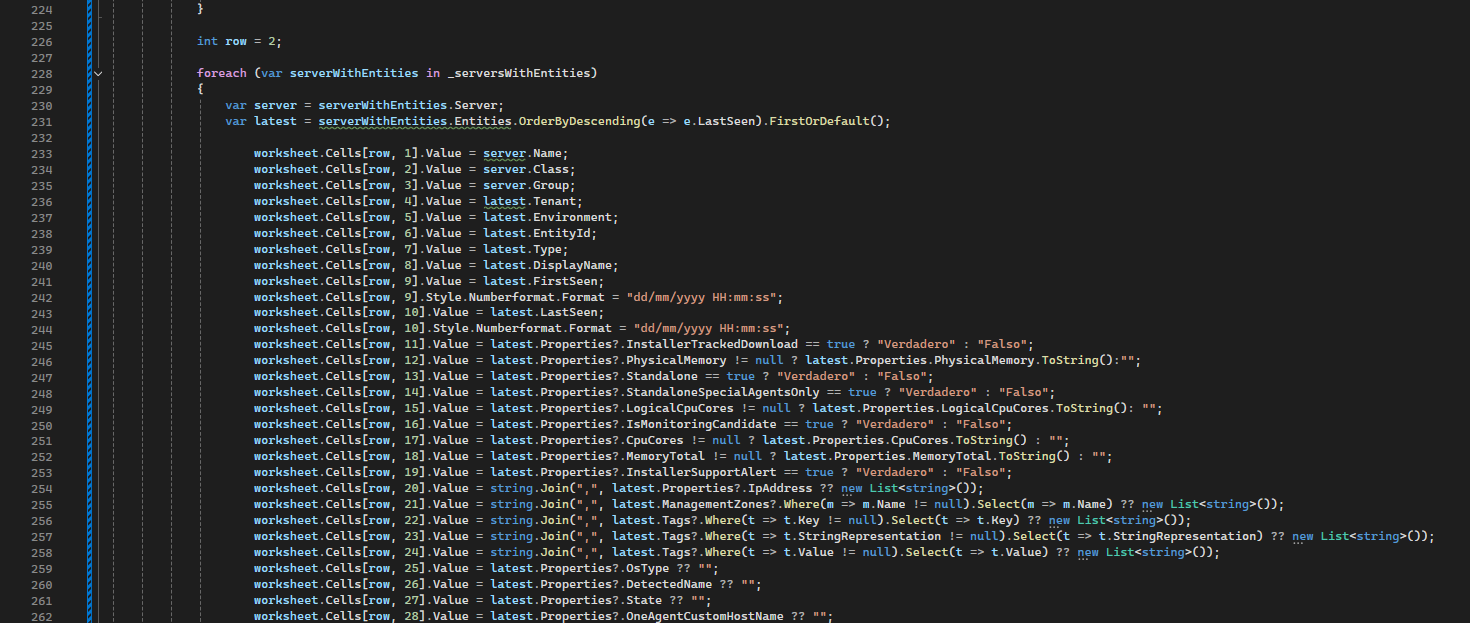 224 }
225
226 int row = 2;
227
228 foreach (var serverWithEntities in _serversWithEntities)
229 {
230 var server = serverWithEntities.Server;
231 var latest = serverWithEntities.Entities.OrderByDescending(e => e.LastSeen).FirstOrDefault();
232
233 worksheet.Cells[row, 1].Value = server.Name;
234 worksheet.Cells[row, 2].Value = server.Class;
235 worksheet.Cells[row, 3].Value = server.Group;
236 worksheet.Cells[row, 4].Value = latest.Tenant;
237 worksheet.Cells[row, 5].Value = latest.Environment;
238 worksheet.Cells[row, 6].Value = latest.EntityId;
239 worksheet.Cells[row, 7].Value = latest.Type;
240 worksheet.Cells[row, 8].Value = latest.DisplayName;
241 worksheet.Cells[row, 9].Value = latest.FirstSeen;
242 worksheet.Cells[row, 9].Style.Numberformat.Format = "dd/mm/yyyy HH:mm:ss";
243 worksheet.Cells[row, 10].Value = latest.LastSeen;
244 worksheet.Cells[row, 10].Style.Numberformat.Format = "dd/mm/yyyy HH:mm:ss";
245 worksheet.Cells[row, 11].Value = latest.Properties?.InstallerTrackedDownload == true ? "Verdadero" : "Falso";
246 worksheet.Cells[row, 12].Value = latest.Properties?.PhysicalMemory != null ? latest.Properties.PhysicalMemory.ToString():"";
247 worksheet.Cells[row, 13].Value = latest.Properties?.Standalone == true ? "Verdadero" : "Falso";
248 worksheet.Cells[row, 14].Value = latest.Properties?.StandaloneSpecialAgentsOnly == true ? "Verdadero" : "Falso";
249 worksheet.Cells[row, 15].Value = latest.Properties?.LogicalCpuCores != null ? latest.Properties.LogicalCpuCores.ToString(): "";
250 worksheet.Cells[row, 16].Value = latest.Properties?.IsMonitoringCandidate == true ? "Verdadero" : "Falso";
251 worksheet.Cells[row, 17].Value = latest.Properties?.CpuCores != null ? latest.Properties.CpuCores.ToString() : "";
252 worksheet.Cells[row, 18].Value = latest.Properties?.MemoryTotal != null ? latest.Properties.MemoryTotal.ToString() : "";
253 worksheet.Cells[row, 19].Value = latest.Properties?.InstallerSupportAlert == true ? "Verdadero" : "Falso";
254 worksheet.Cells[row, 20].Value = string.Join(",", latest.Properties?.IpAddress ?? new List<string>());
255 worksheet.Cells[row, 21].Value = string.Join(",", latest.ManagementZones?.Where(m => m.Name != null).Select(m => m.Name) ?? new List<string>());
256 worksheet.Cells[row, 22].Value = string.Join(",", latest.Tags?.Where(t => t.Key != null).Select(t => t.Key) ?? new List<string>());
257 worksheet.Cells[row, 23].Value = string.Join(",", latest.Tags?.Where(t => t.StringRepresentation != null).Select(t => t.StringRepresentation) ?? new List<string>());
258 worksheet.Cells[row, 24].Value = string.Join(",", latest.Tags?.Where(t => t.Value != null).Select(t => t.Value) ?? new List<string>());
259 worksheet.Cells[row, 25].Value = latest.Properties?.OsType ?? "";
260 worksheet.Cells[row, 26].Value = latest.Properties?.DetectedName ?? "";
261 worksheet.Cells[row, 27].Value = latest.Properties?.State ?? "";
262 worksheet.Cells[row, 28].Value = latest.Properties?.OneAgentCustomHostName ?? "";